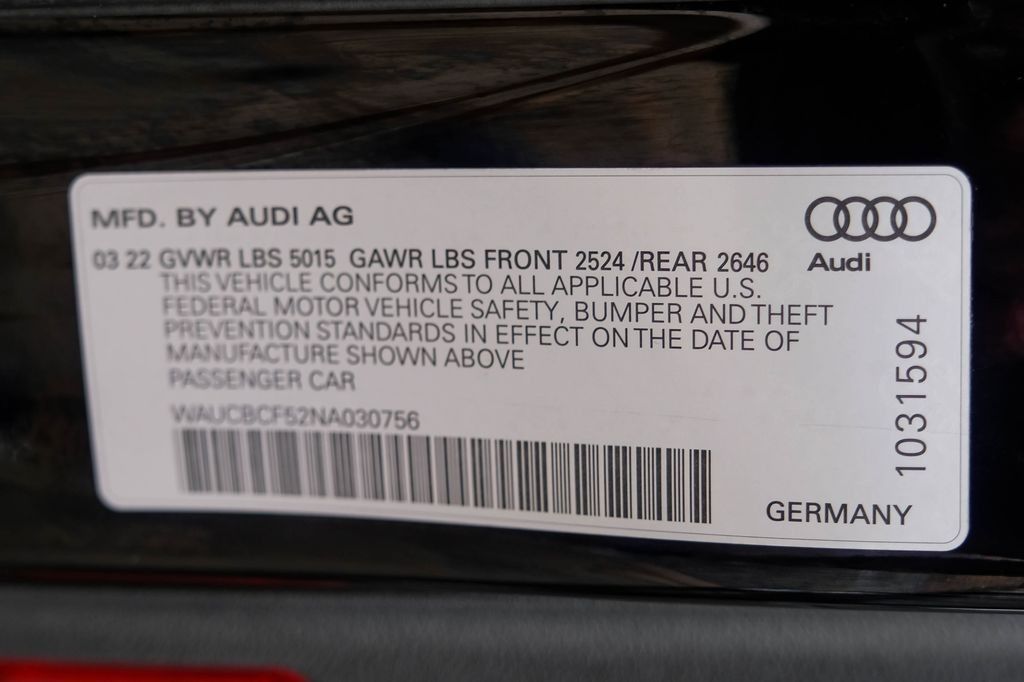 MFD. BY AUDI AG
03 22 GVWR LBS 5015 GAWR LBS FRONT 2524 /REAR 2646
Audi
THIS VEHICLE CONFORMS TO ALL APPLICABLE U.S.
FEDERAL MOTOR VEHICLE SAFETY, BUMPER AND THEFT
PREVENTION STANDARDS IN EFFECT ON THE DATE OF
MANUFACTURE SHOWN ABOVE
PASSENGER CAR
WAUCBCF52NA030756
1031594
GERMANY